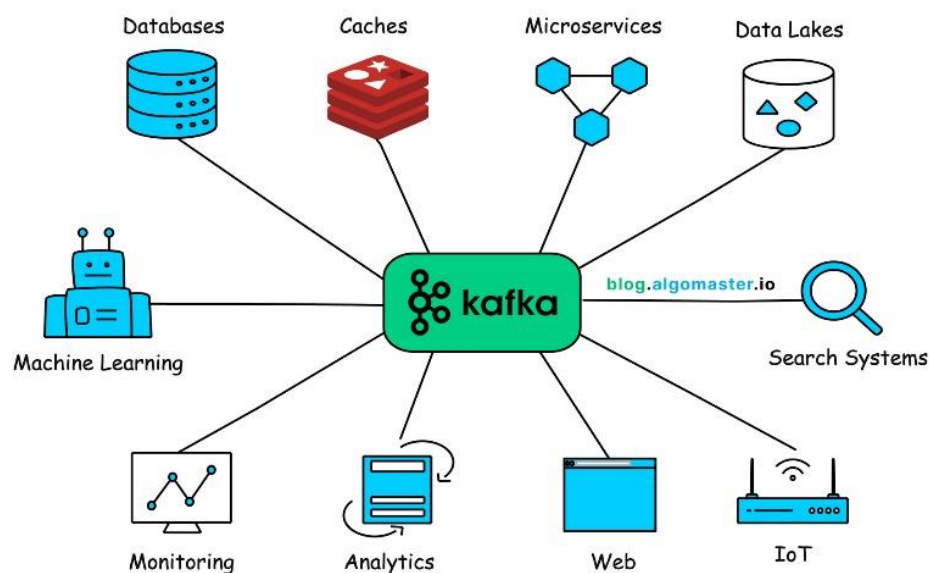 Databases
Caches
Microservices
Data Lakes
Machine Learning
kafka
blog.algomaster.io
Search Systems
Monitoring
Analytics
Web
IoT